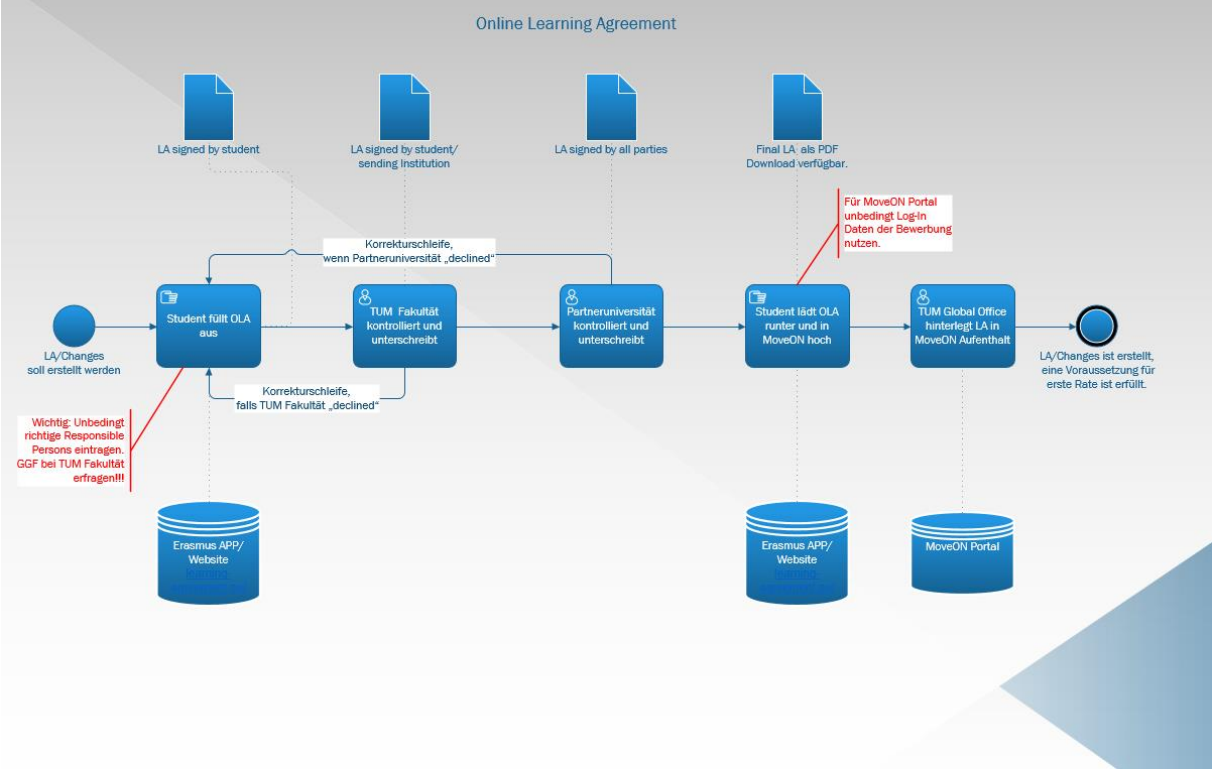 Online Learning Agreement
LA signed by student
LA signed by student/
sending Institution
LA signed by all parties
Final LA als PDF
Download verfügbar.
Für MoveON Portal
unbedingt Log-In
Daten der Bewerbung
nutzen.
Korrekturschleife,
wenn Partneruniversität „declined“
LA/Changes
soll erstellt werden
Student füllt OLA
aus
TUM Fakultät
kontrolliert und
unterschreibt
Partneruniversität
kontrolliert und
unterschreibt
Student lädt OLA
runter und in
MoveON hoch
TUM Global Office
hinterlegt LA in
MoveON Aufenthalt
LA/Changes ist erstellt,
eine Voraussetzung für
erste Rate ist erfüllt.
Korrekturschleife,
falls TUM Fakultät „declined“
Wichtig: Unbedingt
richtige Responsible
Persons eintragen.
GGF bei TUM Fakultät
erfragen!!!
Erasmus APP/
Website
learning-
Erasmus APP/
Website
learning-
MoveON Portal